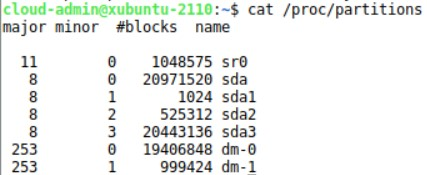 cloud-admin@xubuntu-2110:~$ cat /proc/partitions
major minor  #blocks  name

  11        0    1048575 sr0
   8        0   20971520 sda
   8        1       1024 sda1
   8        2     525312 sda2
   8        3   20443136 sda3
 253        0   19406848 dm-0
 253        1     999424 dm-1